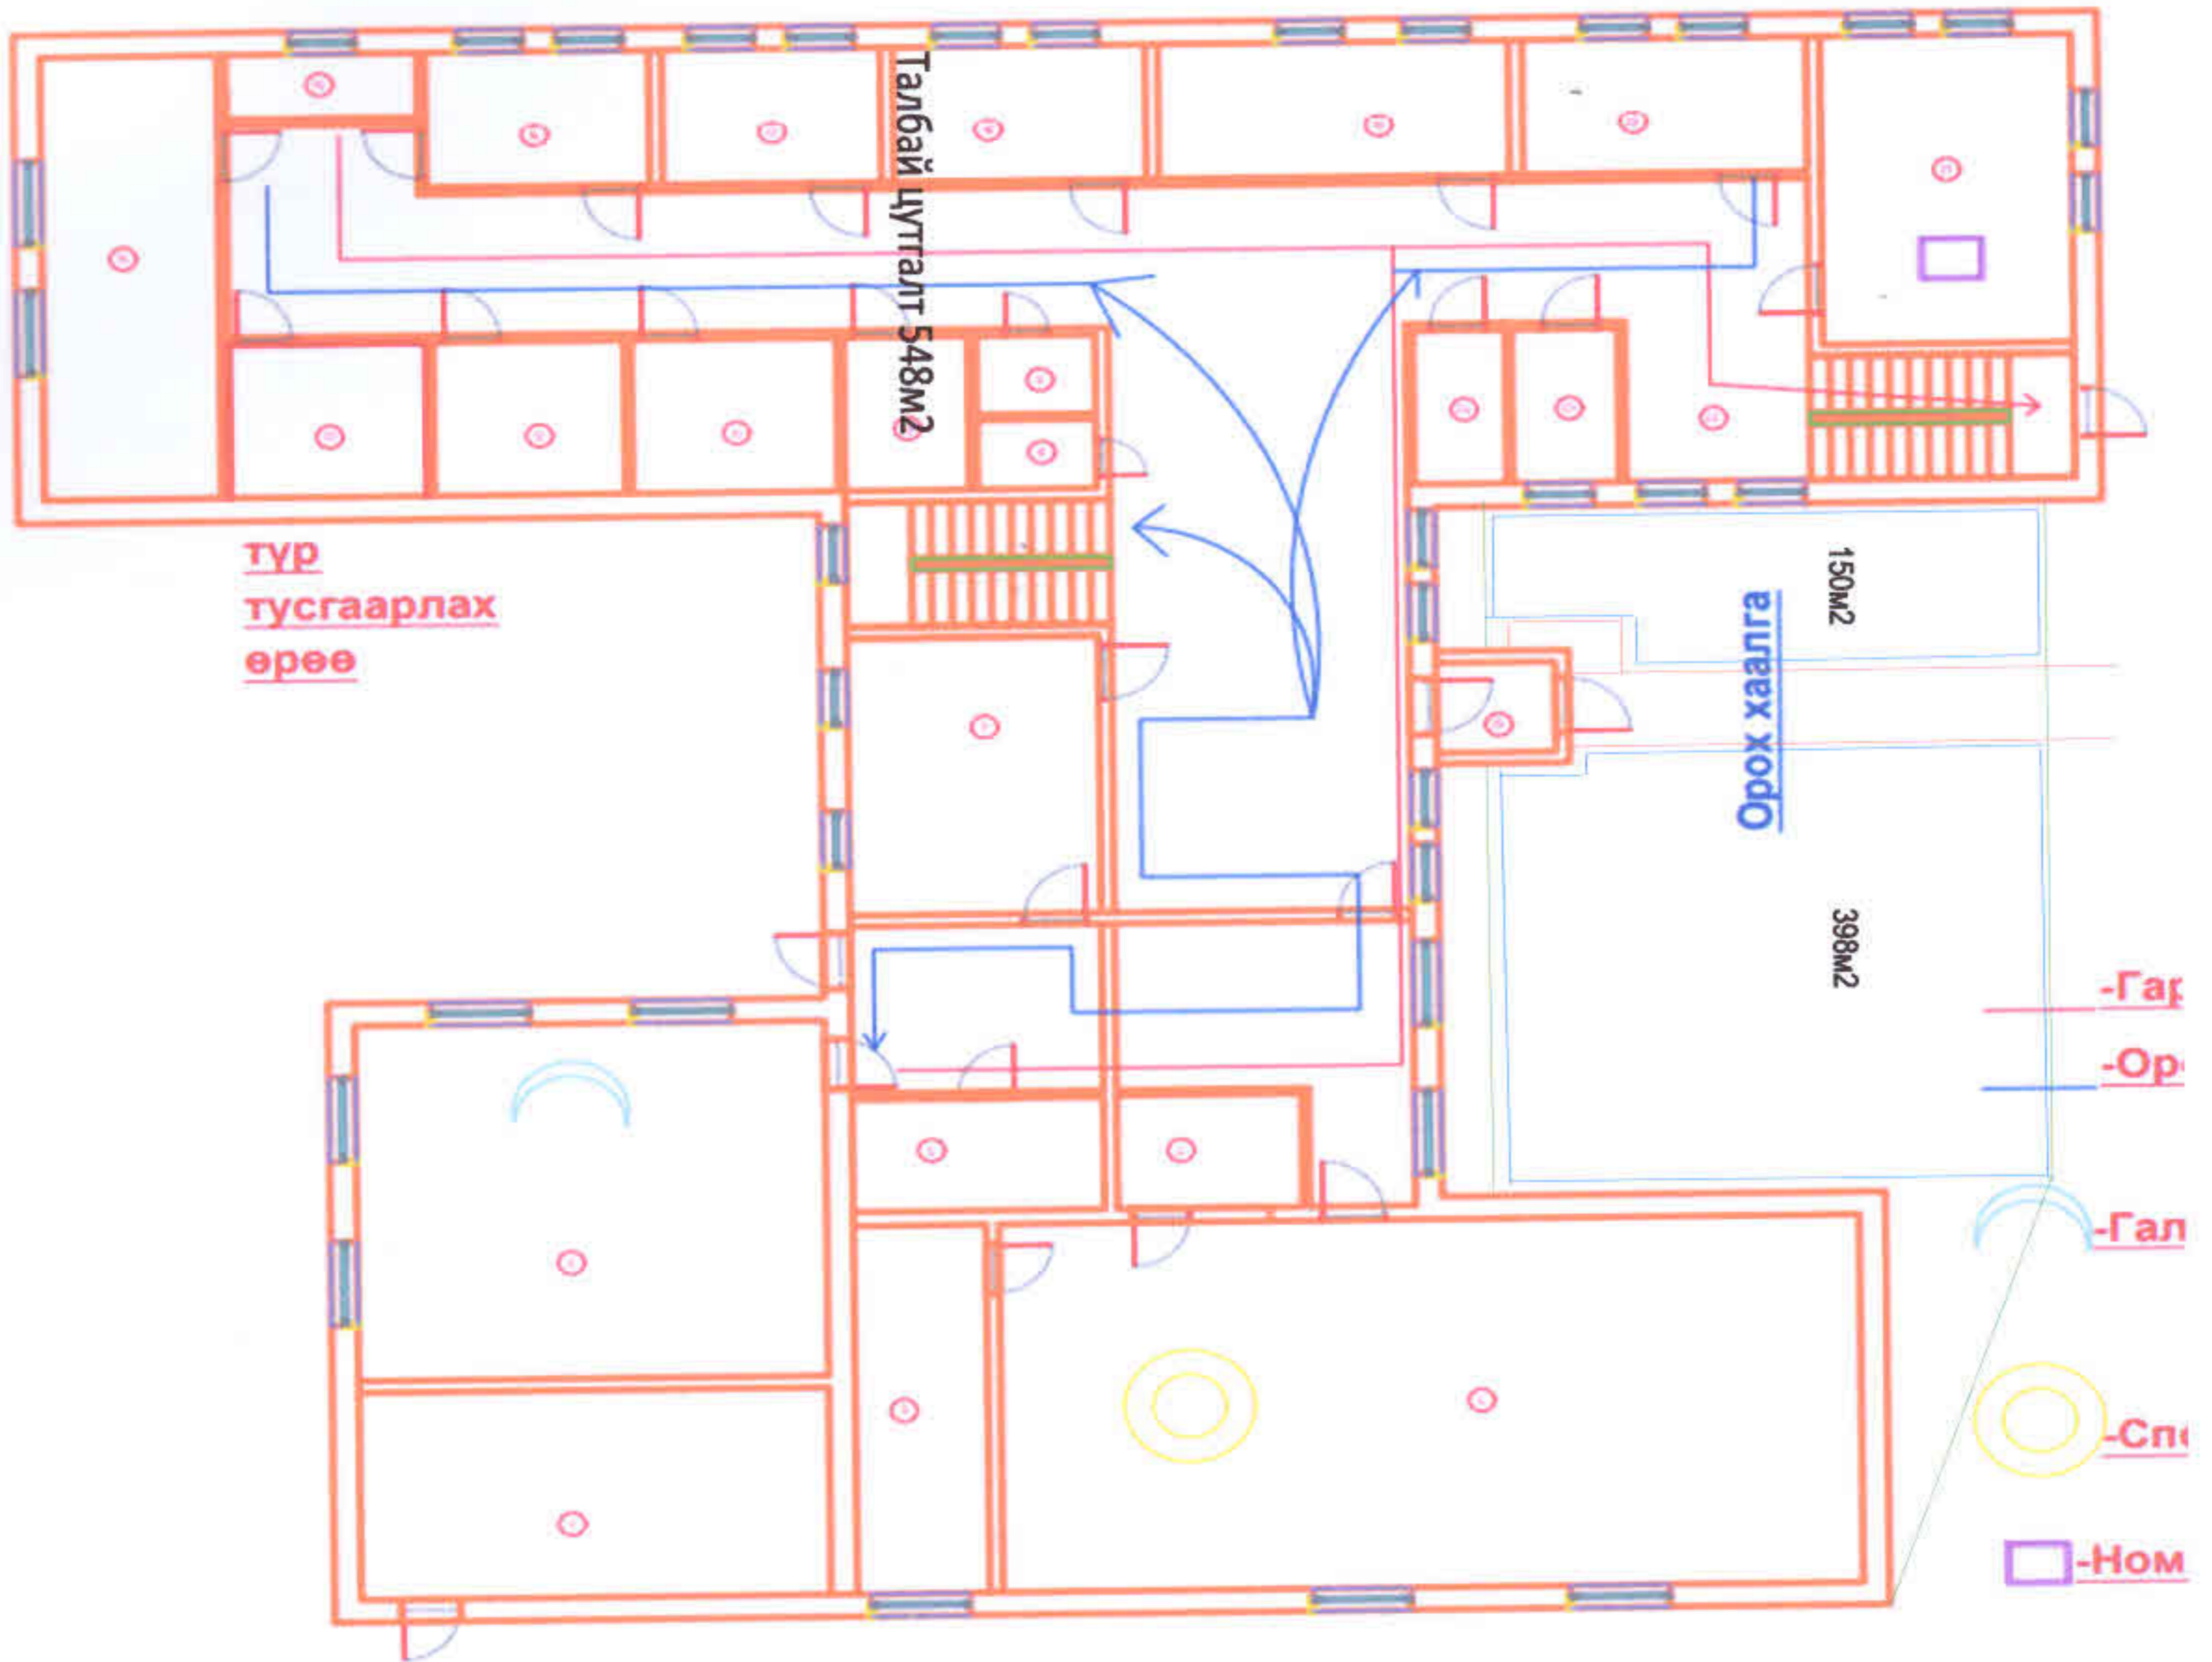 Талбай цутгалт 548м2
түр
тусгаарлах
өрөө
150м2
Орох хаалга
398м2
-Гар
-Ор
-Гал
-Сп
-Ном